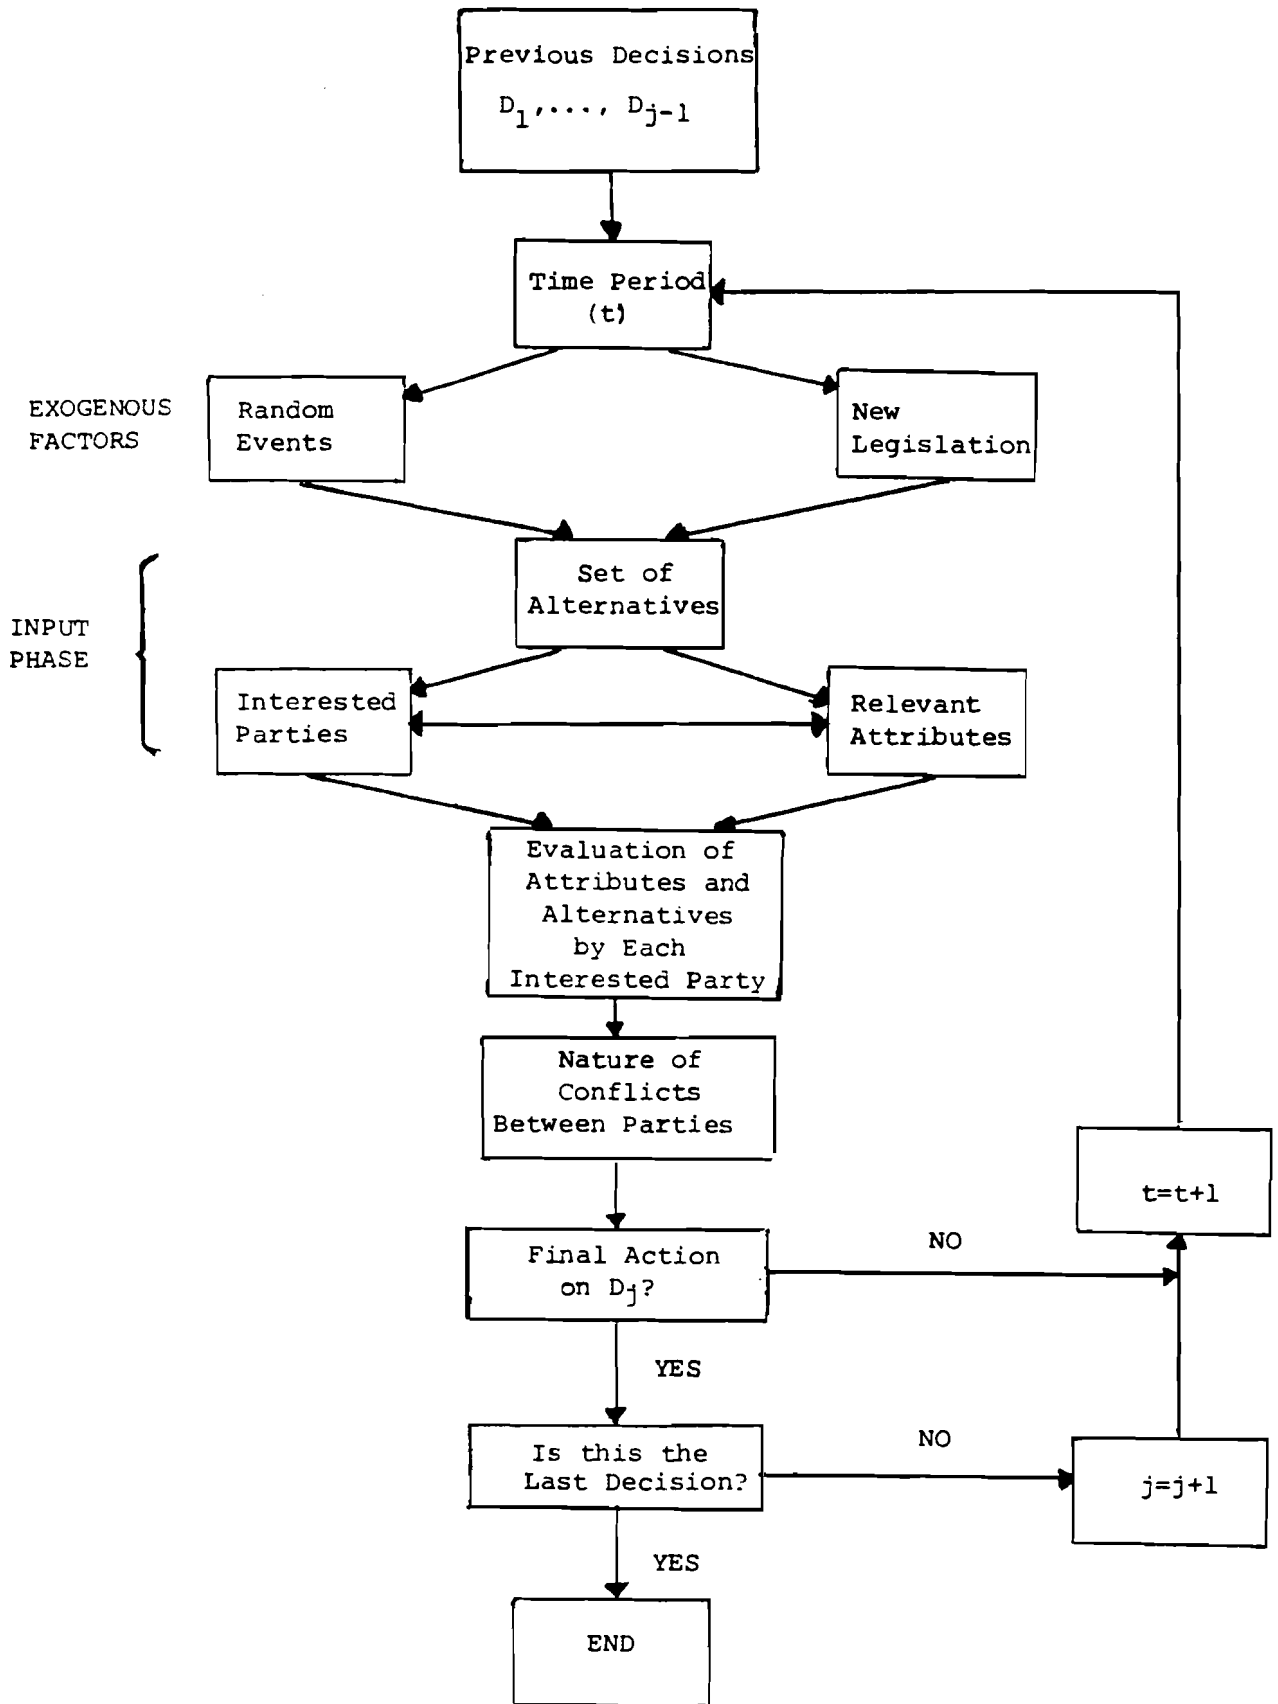 Previous Decisions
D1,..., Dj-1
Time Period
(t)
EXOGENOUS
FACTORS
Random
Events
New
Legislation
INPUT
PHASE
Set of
Alternatives
Interested
Parties
Relevant
Attributes
Evaluation of
Attributes and
Alternatives
by Each
Interested Party
Nature of
Conflicts
Between Parties
t=t+1
Final Action
on Dj?
NO
YES
Is this the
Last Decision?
NO
j=j+1
YES
END